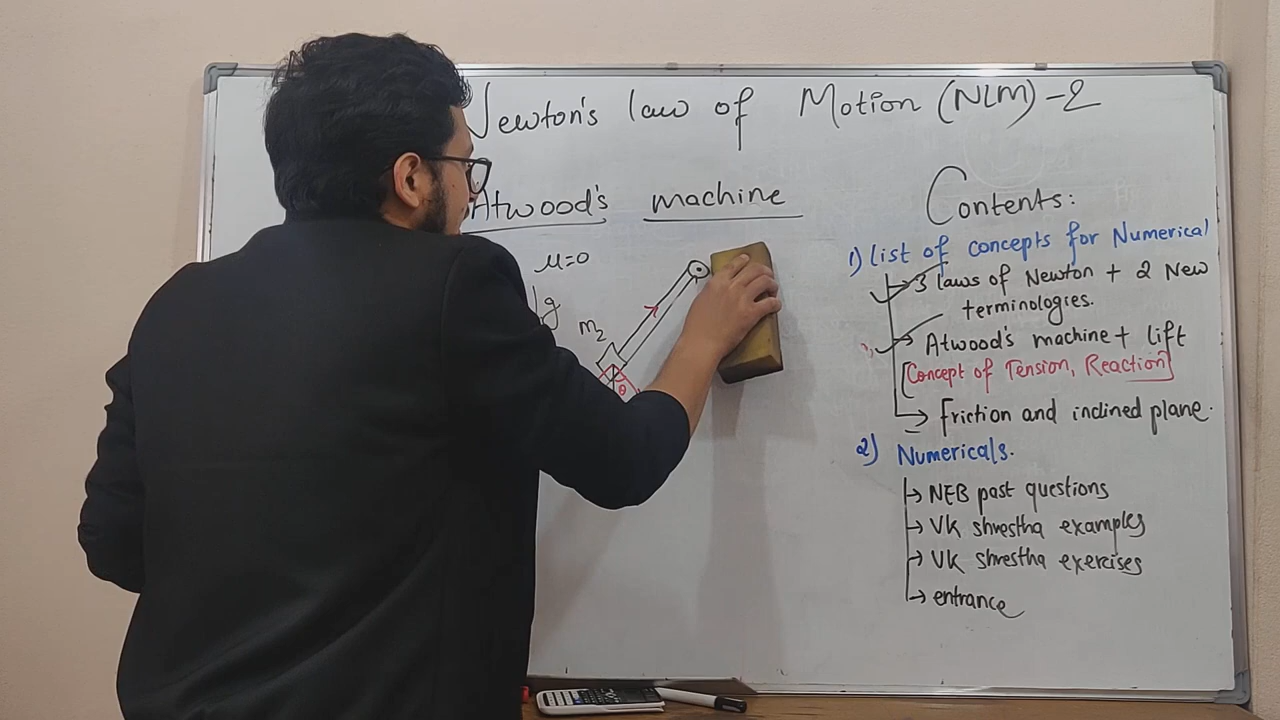 Newton's law of Motion (NLM)-2
Atwood's machine
μ=0
g
m2
θ
Contents:
1) list of concepts for Numerical
3 laws of Newton + 2 New
terminologies.
Atwood's machine + lift
[Concept of Tension, Reaction]
friction and inclined plane.
2) Numericals.
NEB past questions
VK shrestha examples
VK shrestha exercises
entrance